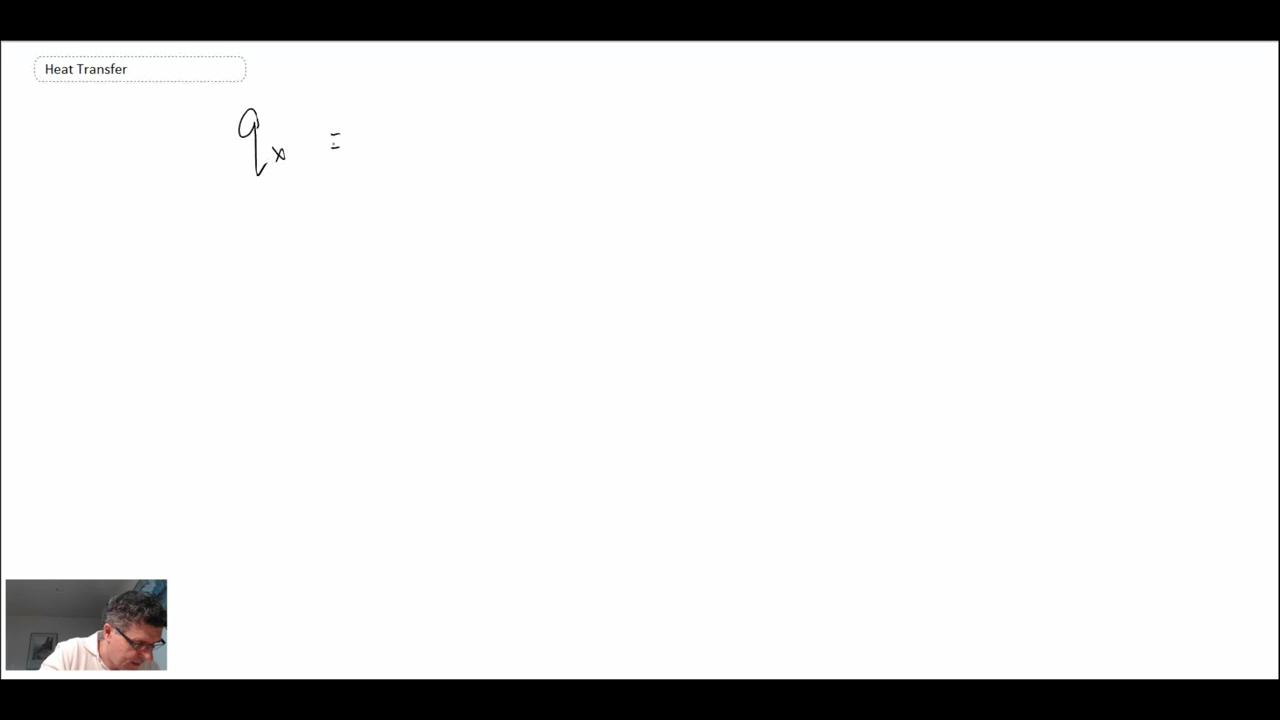 Heat Transfer
qₓ =